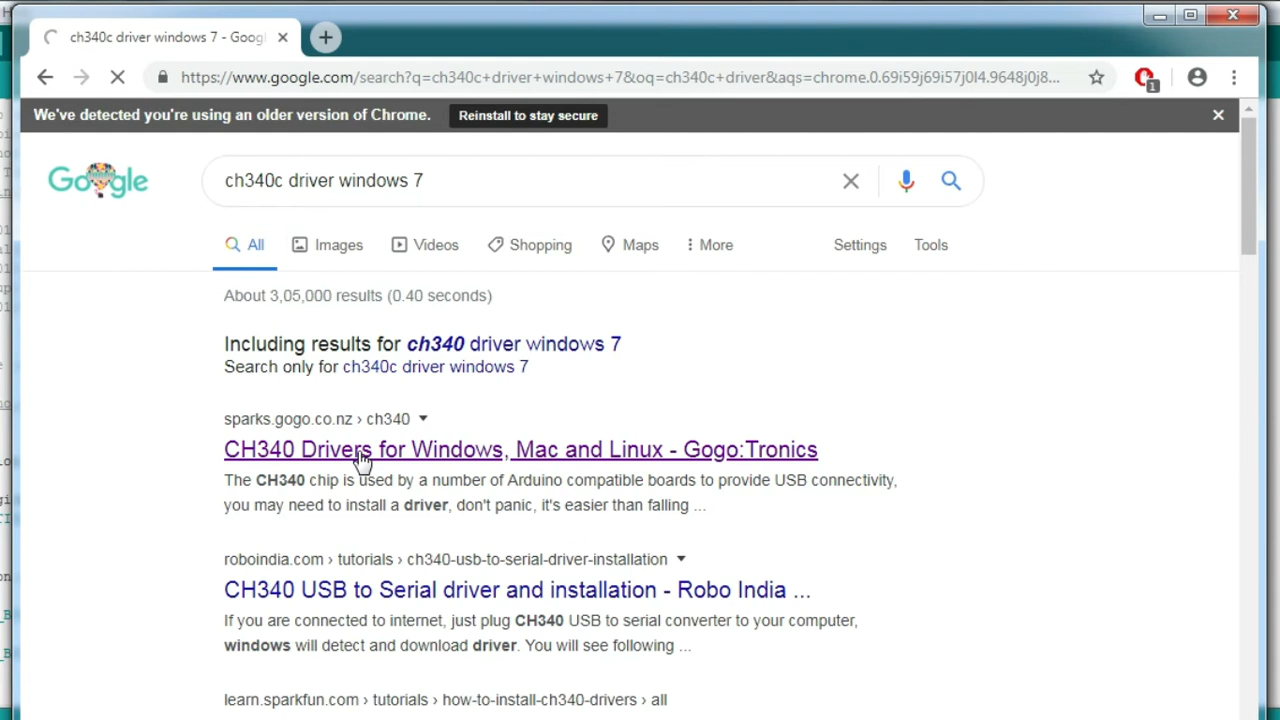 ch340c driver windows 7 - Googl
https://www.google.com/search?q=ch340c+driver+windows+7&oq=ch340c+driver&aqs=chrome.0.69i59j69i57j0l4.9648j0j8...
1
We've detected you're using an older version of Chrome.
Reinstall to stay secure
Google
ch340c driver windows 7
All Images Videos Shopping Maps More Settings Tools
About 3,05,000 results (0.40 seconds)
Including results for ch340 driver windows 7
Search only for ch340c driver windows 7
sparks.gogo.co.nz › ch340
CH340 Drivers for Windows, Mac and Linux - Gogo:Tronics
The CH340 chip is used by a number of Arduino compatible boards to provide USB connectivity,
you may need to install a driver, don't panic, it's easier than falling ...
roboindia.com › tutorials › ch340-usb-to-serial-driver-installation
CH340 USB to Serial driver and installation - Robo India ...
If you are connected to internet, just plug CH340 USB to serial converter to your computer,
windows will detect and download driver. You will see following ...
learn.sparkfun.com › tutorials › how-to-install-ch340-drivers › all